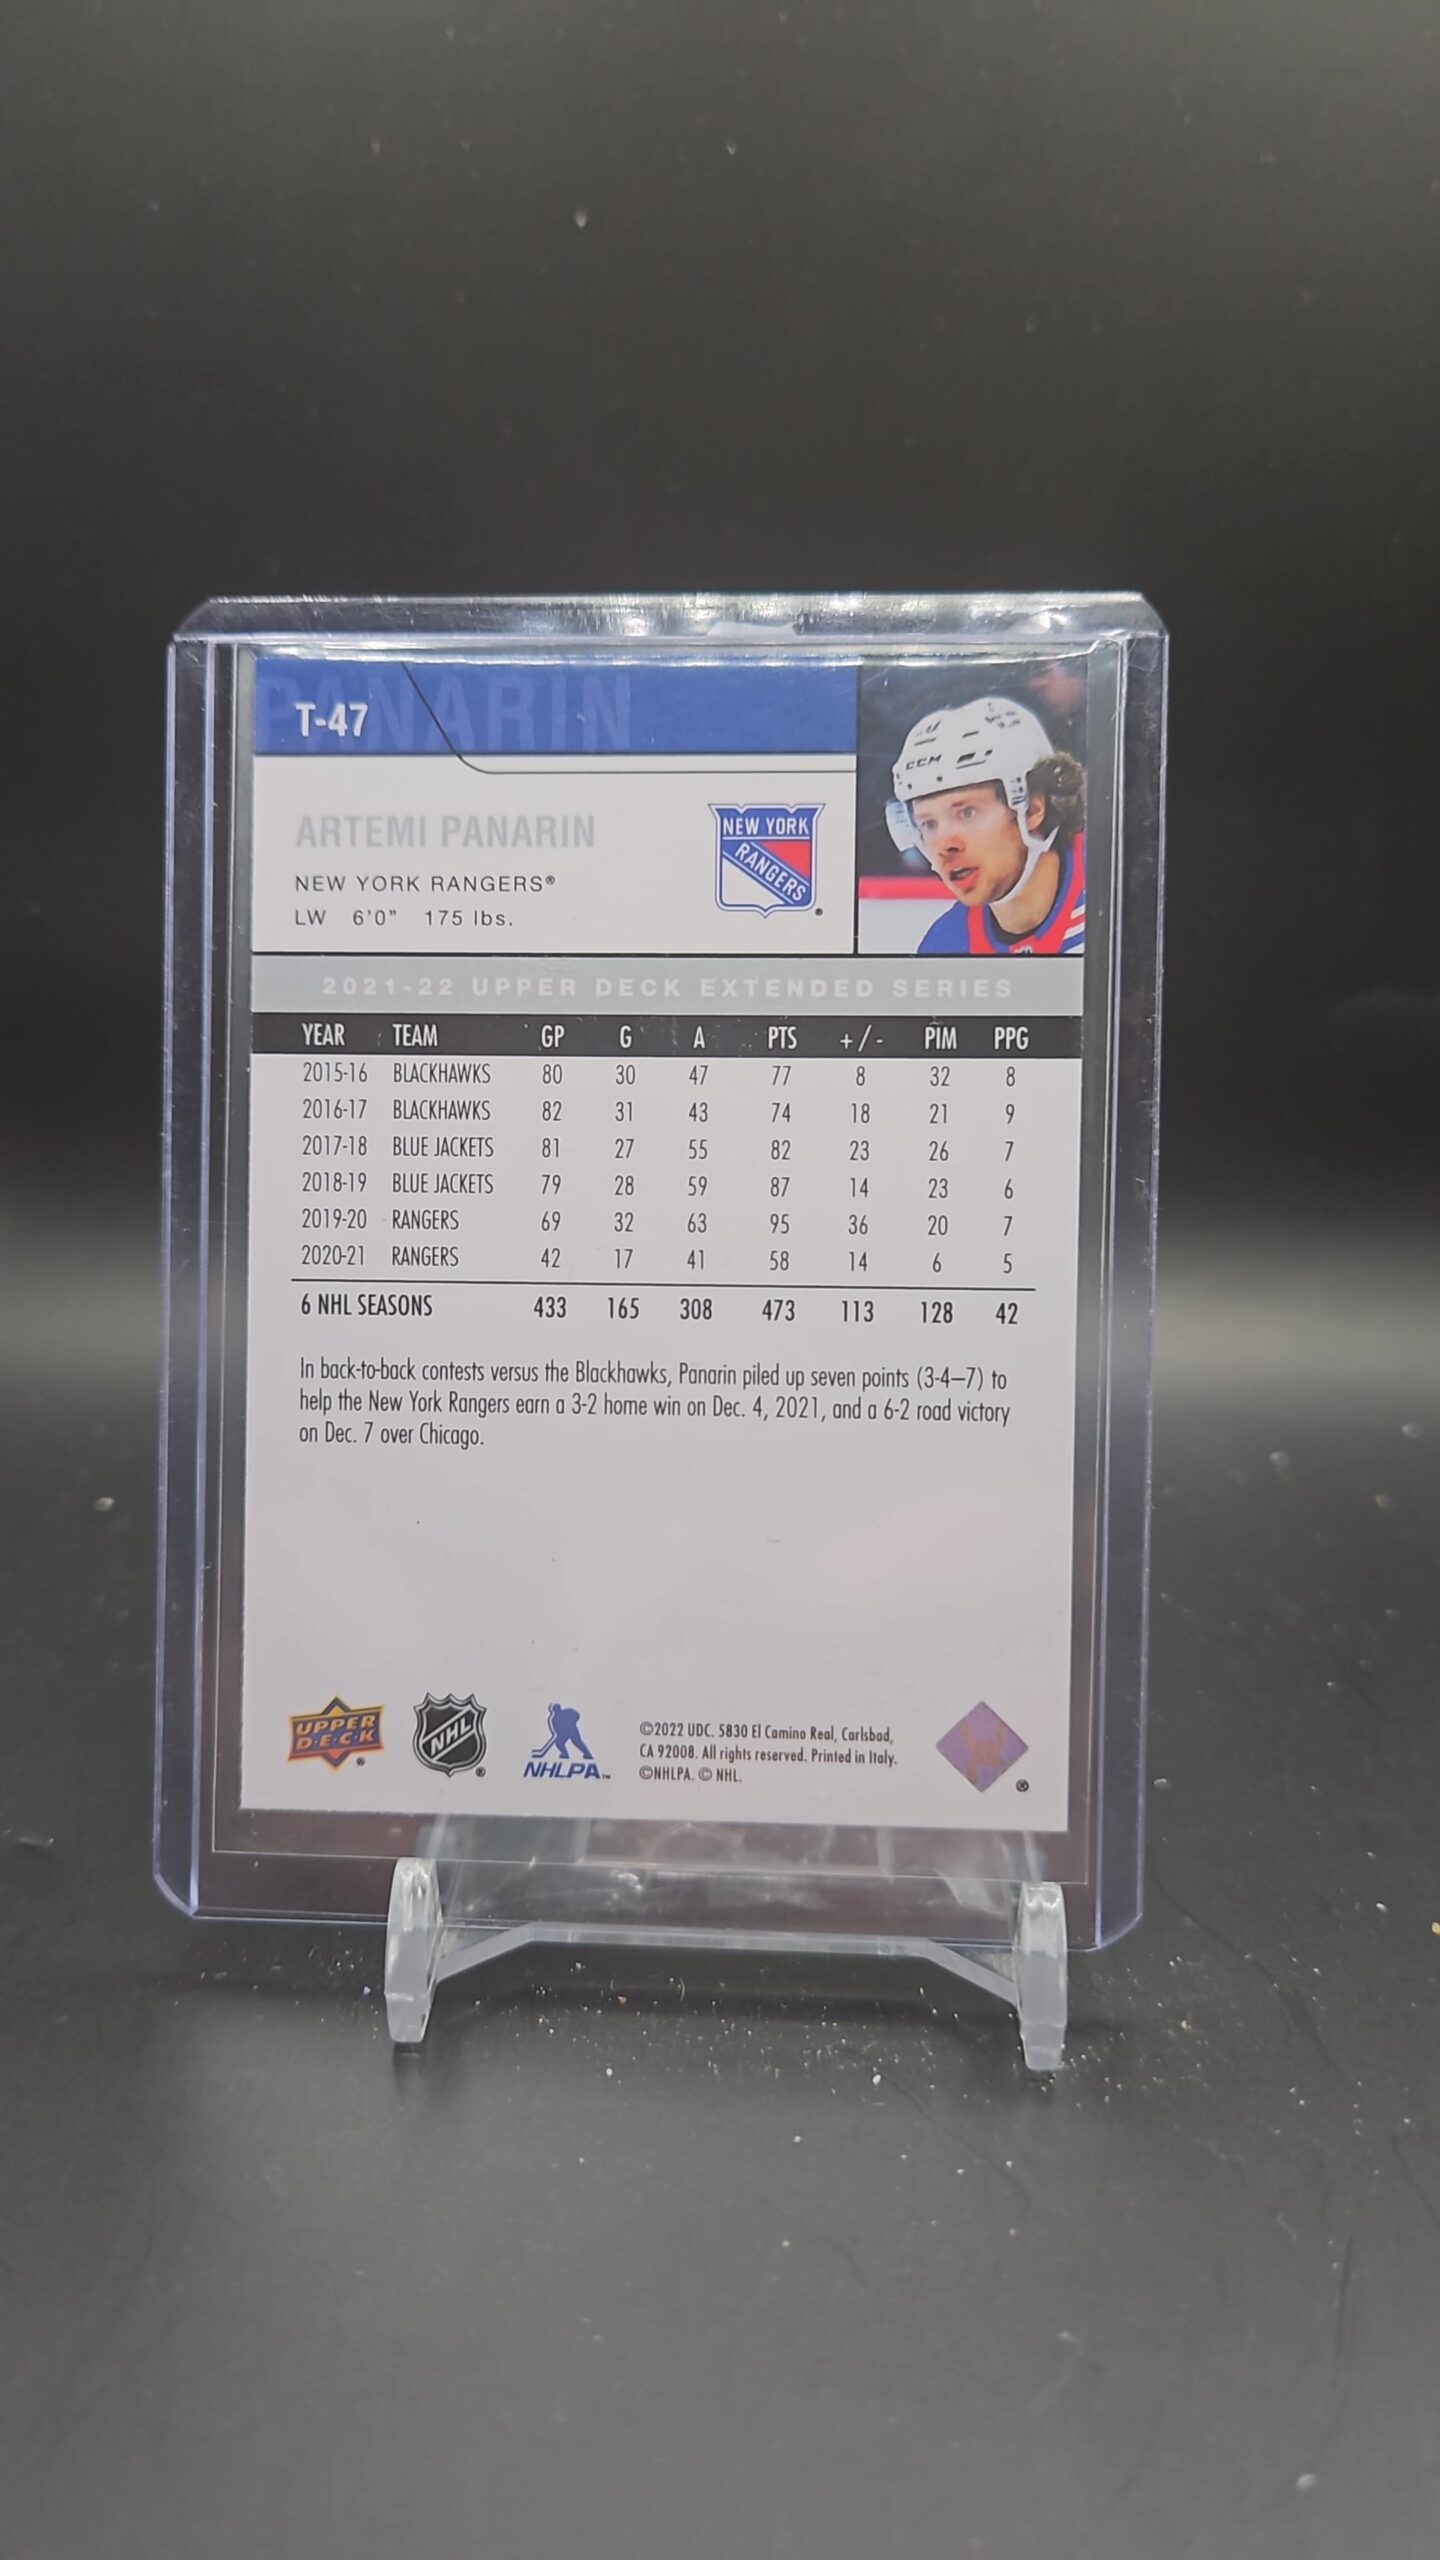 PANARIN
T-47
ARTEMI PANARIN
NEW YORK RANGERS®
LW 6'0" 175 lbs.
NEW YORK
RANGERS
®
CCM
2021-22 UPPER DECK EXTENDED SERIES
YEAR TEAM GP G A PTS +/- PIM PPG
2015-16 BLACKHAWKS 80 30 47 77 8 32 8
2016-17 BLACKHAWKS 82 31 43 74 18 21 9
2017-18 BLUE JACKETS 81 27 55 82 23 26 7
2018-19 BLUE JACKETS 79 28 59 87 14 23 6
2019-20 RANGERS 69 32 63 95 36 20 7
2020-21 RANGERS 42 17 41 58 14 6 5
6 NHL SEASONS 433 165 308 473 113 128 42
In back-to-back contests versus the Blackhawks, Panarin piled up seven points (3-4–7) to
help the New York Rangers earn a 3-2 home win on Dec. 4, 2021, and a 6-2 road victory
on Dec. 7 over Chicago.
UPPER
D·E·C·K
®
NHL
®
NHLPA™
©2022 UDC. 5830 El Camino Real, Carlsbad,
CA 92008. All rights reserved. Printed in Italy.
©NHLPA. © NHL.
®